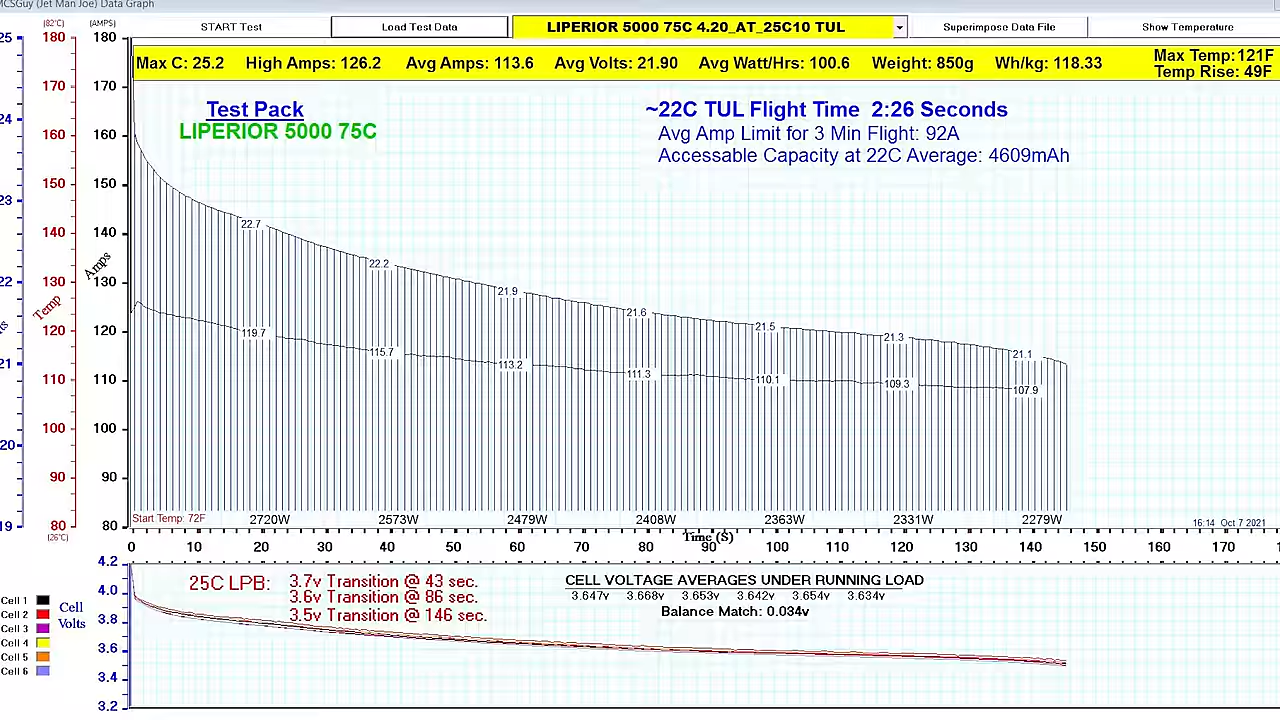 MCSGuy (Jet Man Joe) Data Graph
START Test
Load Test Data
LIPERIOR 5000 75C 4.20_AT_25C10 TUL
Superimpose Data File
Show Temperature
Max C: 25.2 High Amps: 126.2 Avg Amps: 113.6 Avg Volts: 21.90 Avg Watt/Hrs: 100.6 Weight: 850g Wh/kg: 118.33
Max Temp:121F
Temp Rise: 49F
Test Pack
LIPERIOR 5000 75C
~22C TUL Flight Time 2:26 Seconds
Avg Amp Limit for 3 Min Flight: 92A
Accessable Capacity at 22C Average: 4609mAh
25
24
23
22
21
20
19
(82°C)
180
170
160
150
140
130
120
110
100
90
80
(26°C)
Temp
(AMPS)
180
170
160
150
140
130
120
110
100
90
80
Amps
22.7
22.2
21.9
21.6
21.5
21.3
21.1
119.7
115.7
113.2
111.3
110.1
109.3
107.9
Start Temp: 72F
2720W 2573W 2479W 2408W 2363W 2331W 2279W
16:14 Oct 7 2021
Time (S)
0 10 20 30 40 50 60 70 80 90 100 110 120 130 140 150 160 170
4.2
4.0
3.8
3.6
3.4
3.2
Cell 1
Cell 2
Cell 3
Cell 4
Cell 5
Cell 6
Cell
Volts
25C LPB:
3.7v Transition @ 43 sec.
3.6v Transition @ 86 sec.
3.5v Transition @ 146 sec.
CELL VOLTAGE AVERAGES UNDER RUNNING LOAD
3.647v 3.668v 3.653v 3.642v 3.654v 3.634v
Balance Match: 0.034v